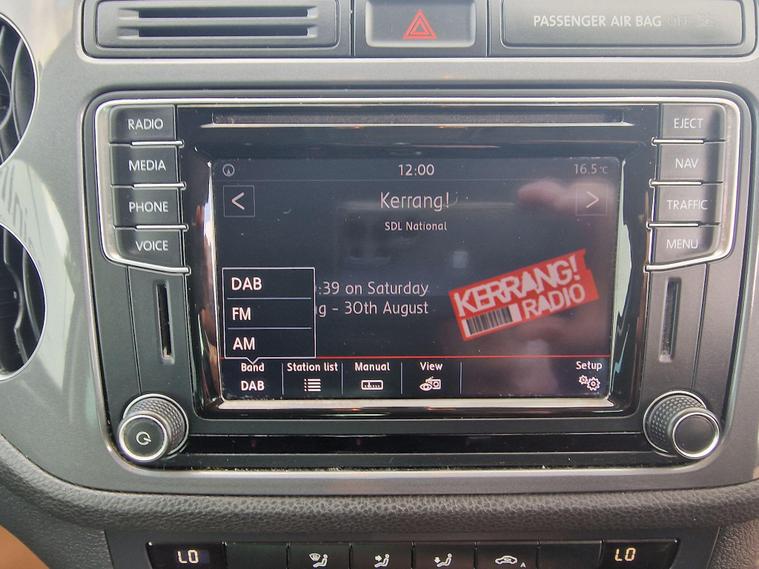 PASSENGER AIR BAG OFF
RADIO
MEDIA
PHONE
VOICE
EJECT
NAV
TRAFFIC
MENU
12:00
16.5°C
< Kerrang! >
SDL National
:39 on Saturday
g - 30th August
KERRANG!
RADIO
DAB
FM
AM
Band
DAB
Station list
Manual
View
Setup
LO
A
LO